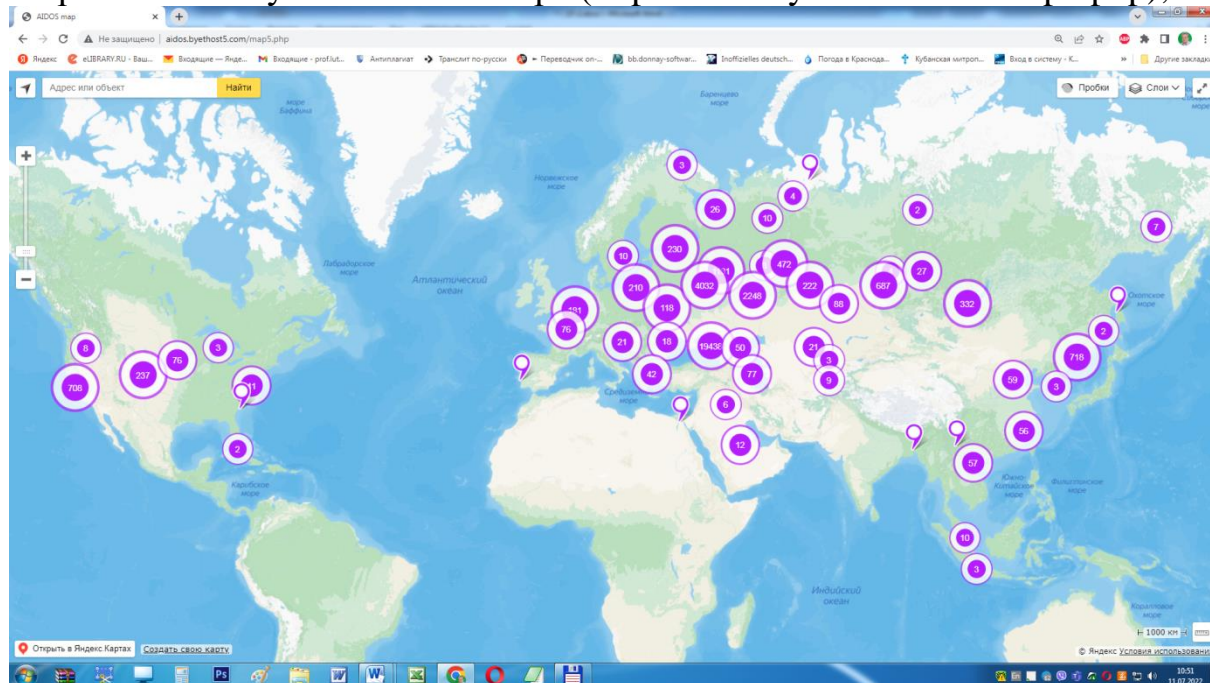 AIDOS map
Не защищено | aidos.byethost5.com/map5.php
Яндекс
eLIBRARY.RU - Ваш...
Входящие — Янде...
Входящие - prof.lut...
Антиплагиат
Транслит по-русски
← Переводчик on-...
bb.donnay-softwar...
Inoffizielles deutsch...
Погода в Краснода...
Кубанская митроп...
Вход в систему - К...
»
Другие закладки
Адрес или объект
Найти
Пробки
Слои
море Баффина
Баренцево море
Норвежское море
3
4
26
10
2
7
230
10
472
27
210
4032
222
687
Лабрадорское море
Атлантический океан
118
2248
88
332
Охотское море
181
76
2
8
3
21
18
19438
50
21
718
76
3
237
42
77
9
59
3
708
Средиземное море
6
56
12
2
57
Карибское море
Южно-Китайское море
Филиппинское море
10
3
Индийский океан
Коралловое море
1000 км
Открыть в Яндекс.Картах
Создать свою карту
© Яндекс Условия использования
10:51
11.07.2022